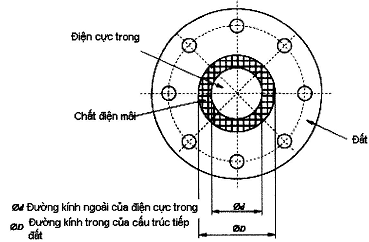 Điện cực trong
Chất điện môi
Đất
Ød
Ød Đường kính ngoài của điện cực trong
ØD Đường kính trong của cấu trúc tiếp
đất
ØD